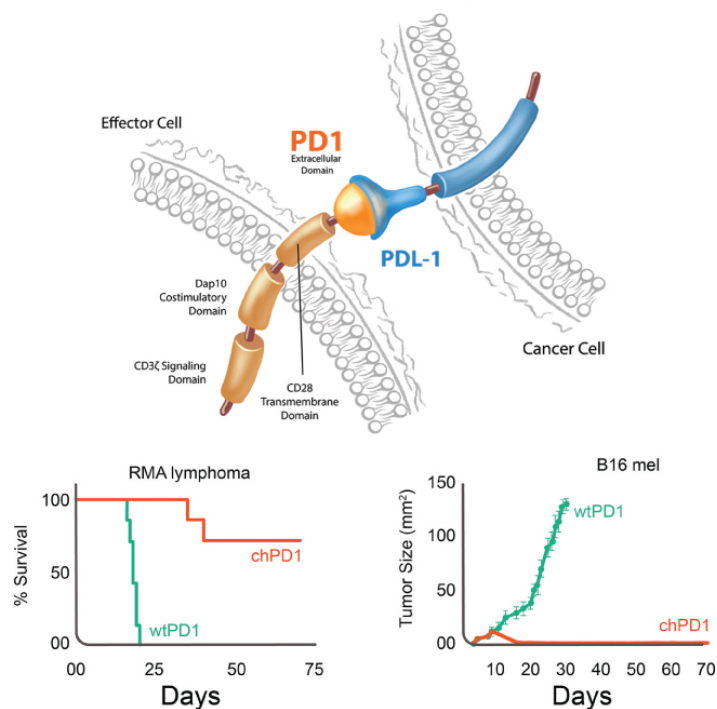 Effector Cell
PD1
Extracellular
Domain
PDL-1
Dap10
Costimulatory
Domain
CD3ζ Signaling
Domain
CD28
Transmembrane
Domain
Cancer Cell
RMA lymphoma
% Survival
100
50
00
chPD1
wtPD1
00 25 50 75
Days
B16 mel
Tumor Size (mm²)
150
100
50
00
wtPD1
chPD1
10 20 30 40 50 60 70
Days